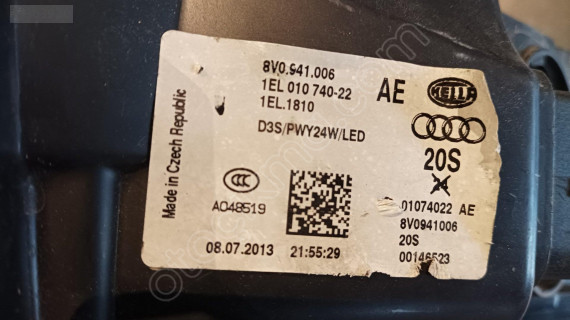 Made in Czech Republic
8V0.941.006
1EL 010 740-22
1EL.1810
AE
HELLA
D3S/PWY24W/LED
20S
CCC
A048519
01074022 AE
8V0941006
20S
00146523
08.07.2013
21:55:29